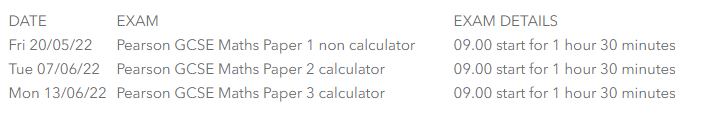 DATE EXAM EXAM DETAILS
Fri 20/05/22 Pearson GCSE Maths Paper 1 non calculator 09.00 start for 1 hour 30 minutes
Tue 07/06/22 Pearson GCSE Maths Paper 2 calculator 09.00 start for 1 hour 30 minutes
Mon 13/06/22 Pearson GCSE Maths Paper 3 calculator 09.00 start for 1 hour 30 minutes